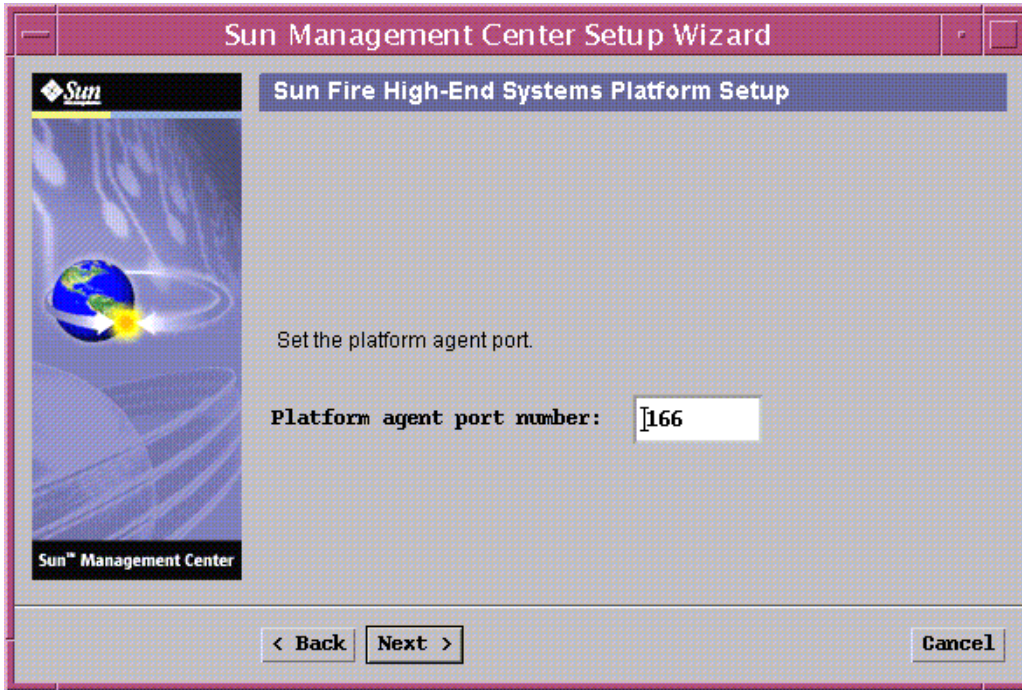 Sun Management Center Setup Wizard
Sun
Sun Fire High-End Systems Platform Setup
Set the platform agent port.
Platform agent port number: 166
Sun™ Management Center
< Back Next > Cancel